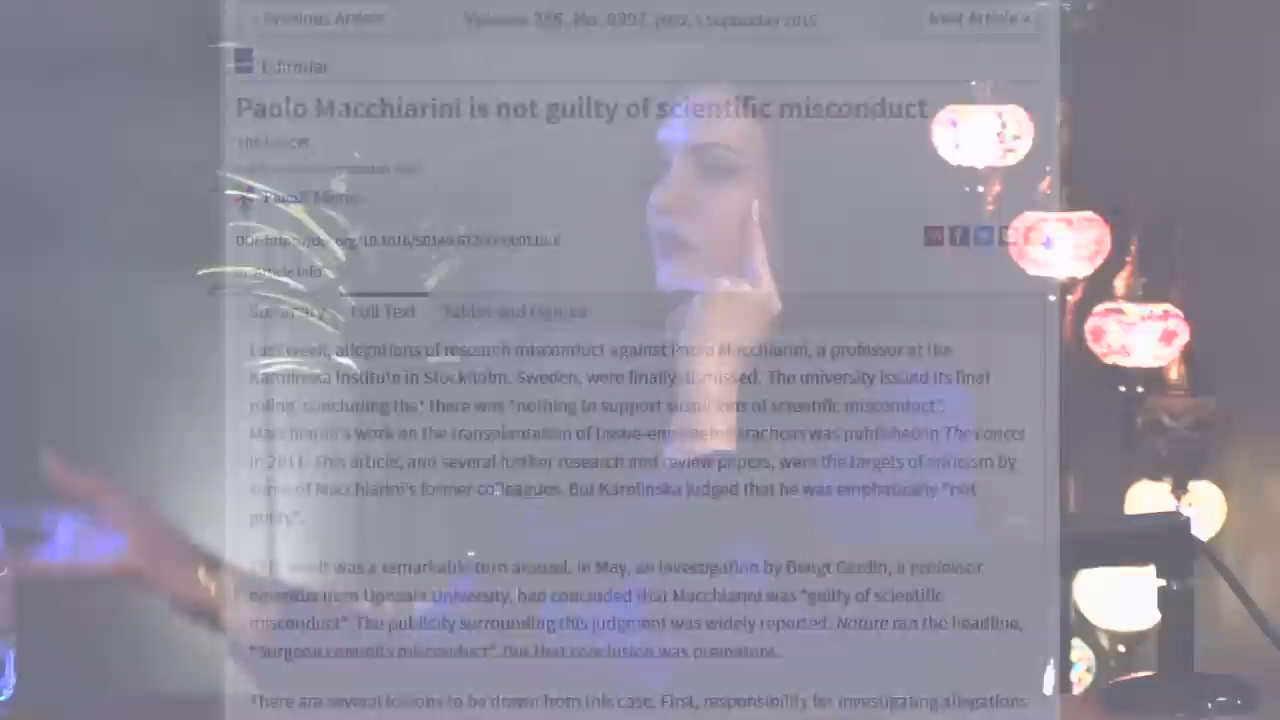 « Previous Article
Volume 386, No. 9997, p932, 5 September 2015
Next Article »
Editorial
Paolo Macchiarini is not guilty of scientific misconduct
The Lancet
Article Info
Summary
Full Text
Tables and Figures
Last week, allegations of research misconduct against Paolo Macchiarini, a professor at the
Karolinska Institute in Stockholm, Sweden, were finally dismissed. The university issued its final
ruling, concluding that there was "nothing to support suspicions of scientific misconduct".
Macchiarini's work on the transplantation of tissue-engineered tracheas was published in The Lancet
in 2011. This article, and several further research and review papers, were the targets of criticism by
some of Macchiarini's former colleagues. But Karolinska judged that he was emphatically "not
guilty".
was a remarkable turn around. In May, an investigation by Bengt Gerdin, a professor
emeritus from Uppsala University, had concluded that Macchiarini was "guilty of scientific
misconduct". The publicity surrounding this judgment was widely reported. Nature ran the headline,
"Surgeon commits misconduct". But that conclusion was premature.
There are several lessons to be drawn from this case. First, responsibility for investigating allegations